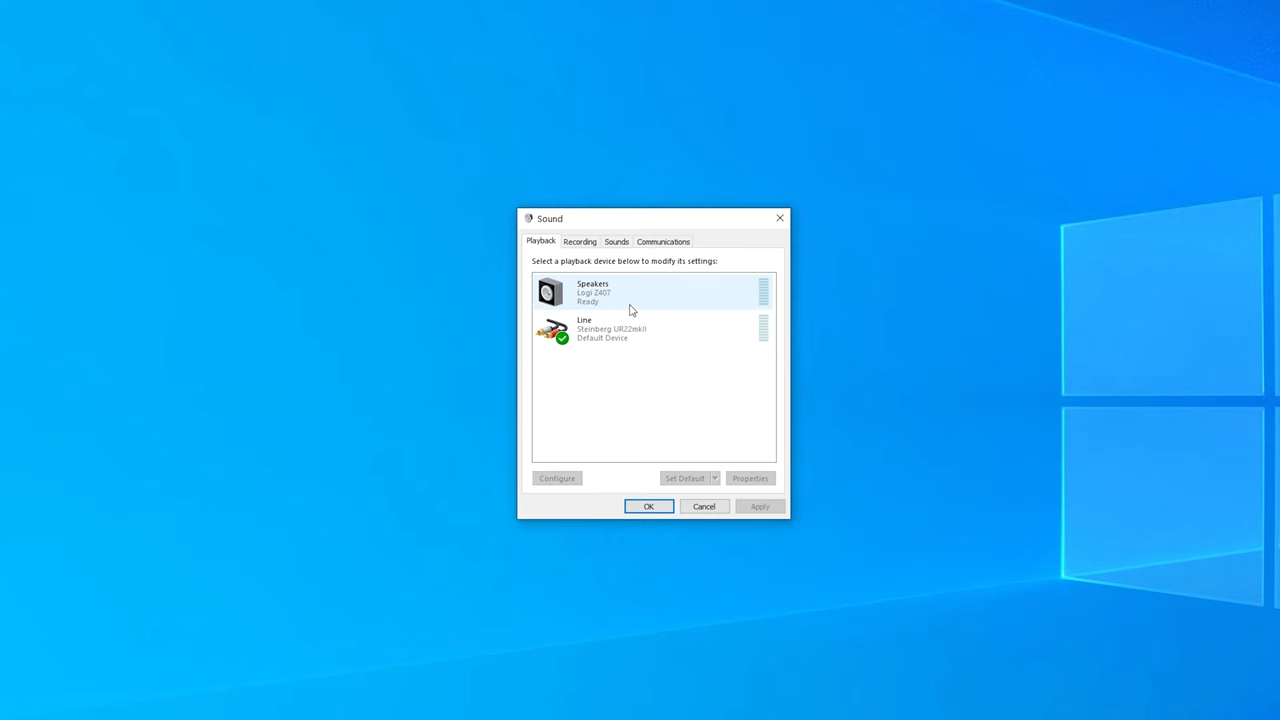 Sound
Playback
Recording
Sounds
Communications
Select a playback device below to modify its settings:
Speakers
Logi Z407
Ready
Line
Steinberg UR22mkII
Default Device
Configure
Set Default
Properties
OK
Cancel
Apply